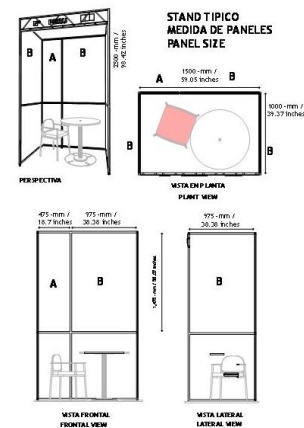 STAND TIPICO
MEDIDA DE PANELES
PANEL SIZE
B
A
B
2500 -mm /
98.42 inches
PERSPECTIVA
A
1500 -mm /
59.05 inches
B
1000 -mm /
39.37 inches
B
B
VISTA EN PLANTA
PLANT VIEW
475 -mm /
18.7 inches
975 -mm /
38.38 inches
A
B
VISTA FRONTAL
FRONTAL VIEW
975 -mm /
38.38 inches
B
VISTA LATERAL
LATERAL VIEW